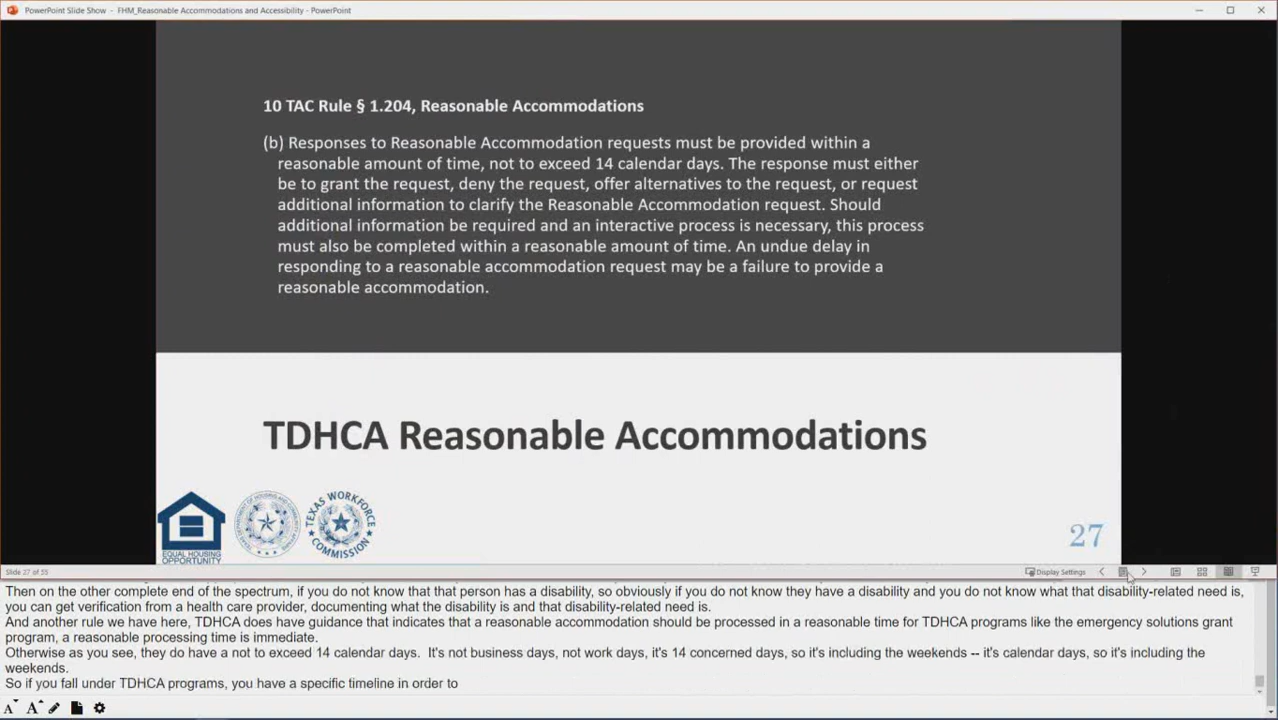 PowerPoint Slide Show - FHM_Reasonable Accommodations and Accessibility - PowerPoint
10 TAC Rule § 1.204, Reasonable Accommodations
(b) Responses to Reasonable Accommodation requests must be provided within a
reasonable amount of time, not to exceed 14 calendar days. The response must either
be to grant the request, deny the request, offer alternatives to the request, or request
additional information to clarify the Reasonable Accommodation request. Should
additional information be required and an interactive process is necessary, this process
must also be completed within a reasonable amount of time. An undue delay in
responding to a reasonable accommodation request may be a failure to provide a
reasonable accommodation.
TDHCA Reasonable Accommodations
EQUAL HOUSING
OPPORTUNITY
TEXAS WORKFORCE
COMMISSION
27
Slide 27 of 55
Display Settings
Then on the other complete end of the spectrum, if you do not know that that person has a disability, so obviously if you do not know they have a disability and you do not know what that disability-related need is,
you can get verification from a health care provider, documenting what the disability is and that disability-related need is.
And another rule we have here, TDHCA does have guidance that indicates that a reasonable accommodation should be processed in a reasonable time for TDHCA programs like the emergency solutions grant
program, a reasonable processing time is immediate.
Otherwise as you see, they do have a not to exceed 14 calendar days. It's not business days, not work days, it's 14 concerned days, so it's including the weekends -- it's calendar days, so it's including the
weekends.
So if you fall under TDHCA programs, you have a specific timeline in order to
A A